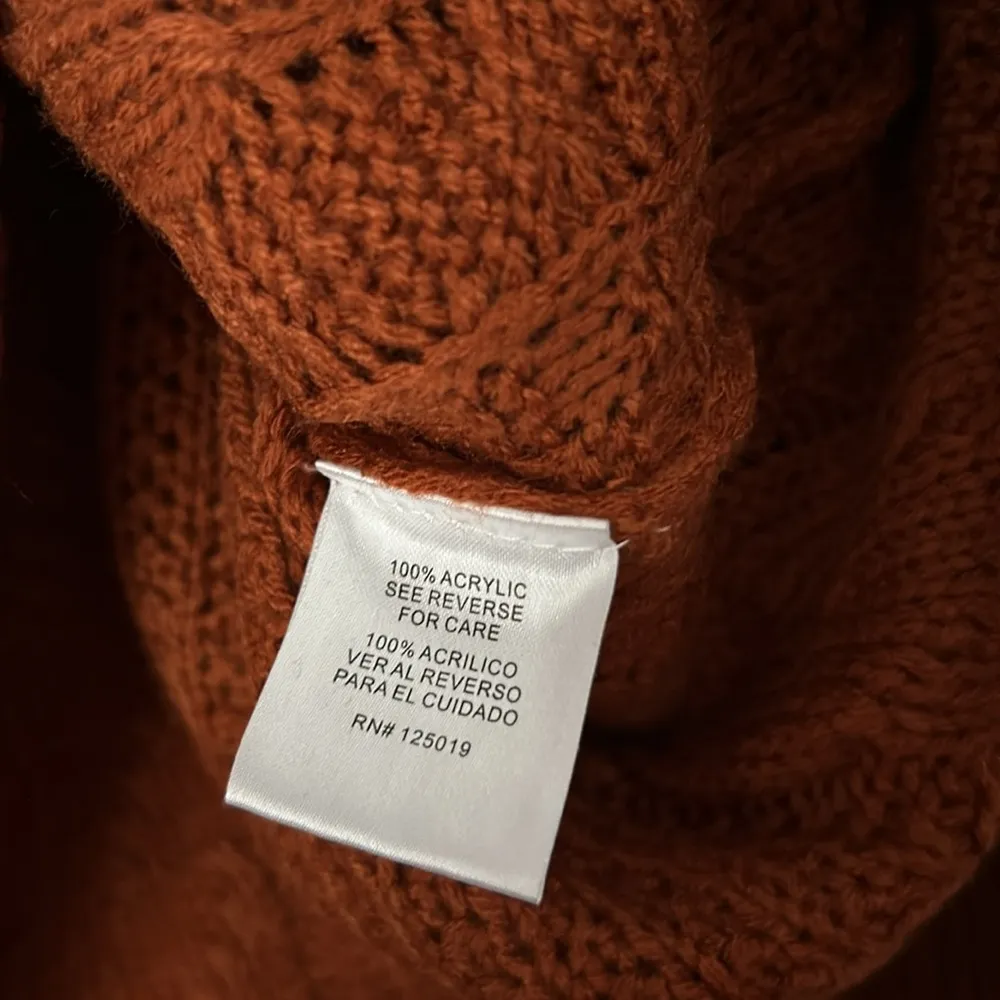 100% ACRYLIC
SEE REVERSE
FOR CARE
100% ACRILICO
VER AL REVERSO
PARA EL CUIDADO
RN# 125019